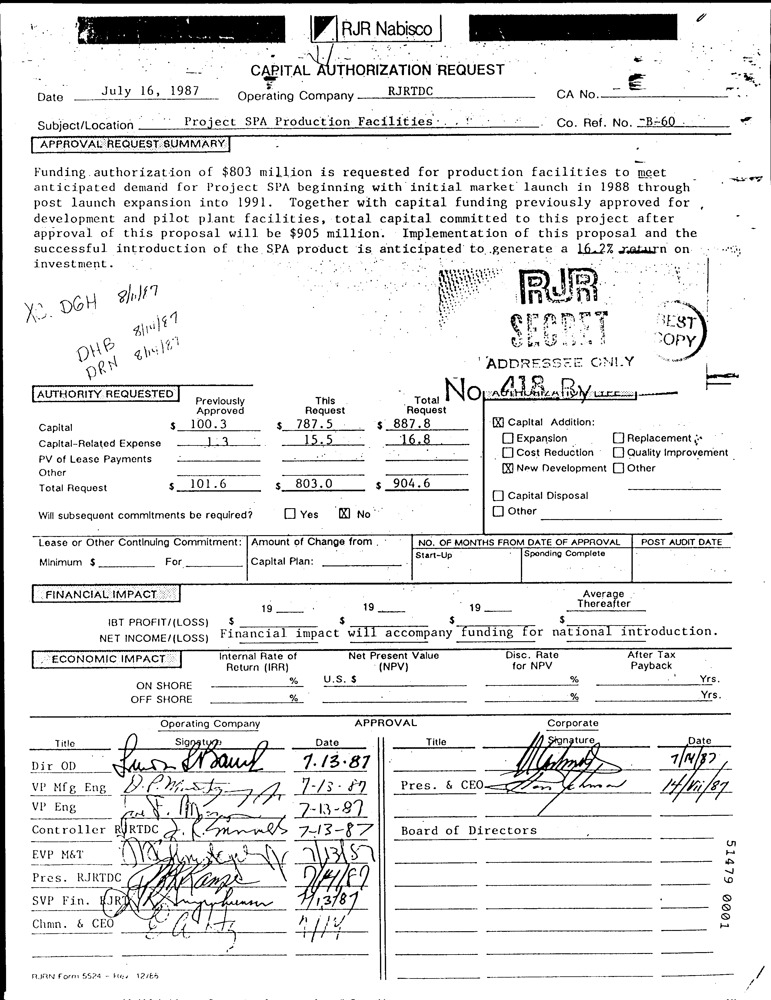 RJR Nabisco
CAPITAL AUTHORIZATION REQUEST
Date July 16, 1987 Operating Company RJRTDC CA No.
Subject/Location Project SPA Production Facilities Co. Ref. No. B-60
APPROVAL REQUEST SUMMARY
Funding authorization of $803 million is requested for production facilities to meet
anticipated demand for Project SPA beginning with initial market launch in 1988 through
post launch expansion into 1991. Together with capital funding previously approved for
development and pilot plant facilities, total capital committed to this project after
approval of this proposal will be $905 million. Implementation of this proposal and the
successful introduction of the SPA product is anticipated to generate a 16.2% return on
investment.
DGH 8/11/87
DHB 8/14/87
DRN 8/14/87
RJR
SECRET
ADDRESSEE ONLY
BEST
COPY
No. 418 By
AUTHORITY REQUESTED
Previously Approved This Request Total Request
Capital $ 100.3 $ 787.5 $ 887.8
Capital-Related Expense 1.3 15.5 16.8
PV of Lease Payments
Other
Total Request $ 101.6 $ 803.0 $ 904.6
Will subsequent commitments be required? Yes X No
X Capital Addition:
Expansion Replacement
Cost Reduction Quality Improvement
X New Development Other
Capital Disposal
Other
Lease or Other Continuing Commitment: Amount of Change from NO. OF MONTHS FROM DATE OF APPROVAL POST AUDIT DATE
Start-Up Spending Complete
Minimum $ For Capital Plan:
FINANCIAL IMPACT
19 19 19 Average Thereafter
IBT PROFIT/(LOSS) $ $ $ $
NET INCOME/(LOSS) Financial impact will accompany funding for national introduction.
ECONOMIC IMPACT Internal Rate of Return (IRR) Net Present Value (NPV) Disc. Rate for NPV After Tax Payback
ON SHORE % U.S. $ % Yrs.
OFF SHORE % % Yrs.
Operating Company APPROVAL Corporate
Title Signature Date Title Signature Date
Dir OD 7.13.87 7/14/87
VP Mfg Eng 7-13-87 Pres. & CEO 14/vii/87
VP Eng 7-13-87
Controller RJRTDC 7-13-87 Board of Directors
EVP M&T 7/13/87
Pres. RJRTDC 7/14/87
SVP Fin. RJRT 7/13/87
Chmn. & CEO 7/14
51479 0001
RJRN Form 5524 - Rev 12/86